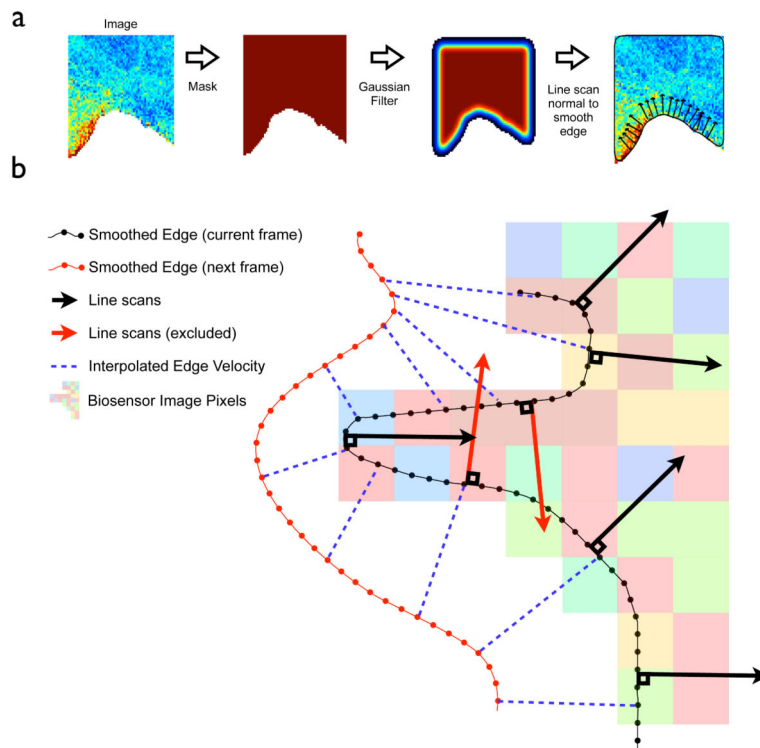 a
Image
Mask
Gaussian
Filter
Line scan
normal to
smooth
edge
b
Smoothed Edge (current frame)
Smoothed Edge (next frame)
Line scans
Line scans (excluded)
Interpolated Edge Velocity
Biosensor Image Pixels